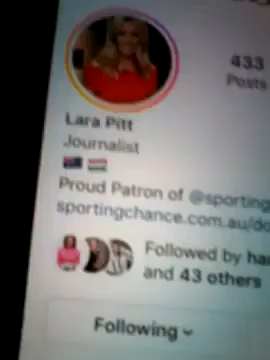 433
Posts
Lara Pitt
Journalist
Proud Patron of @sporting
sportingchance.com.au/do
Followed by ha
and 43 others
Following